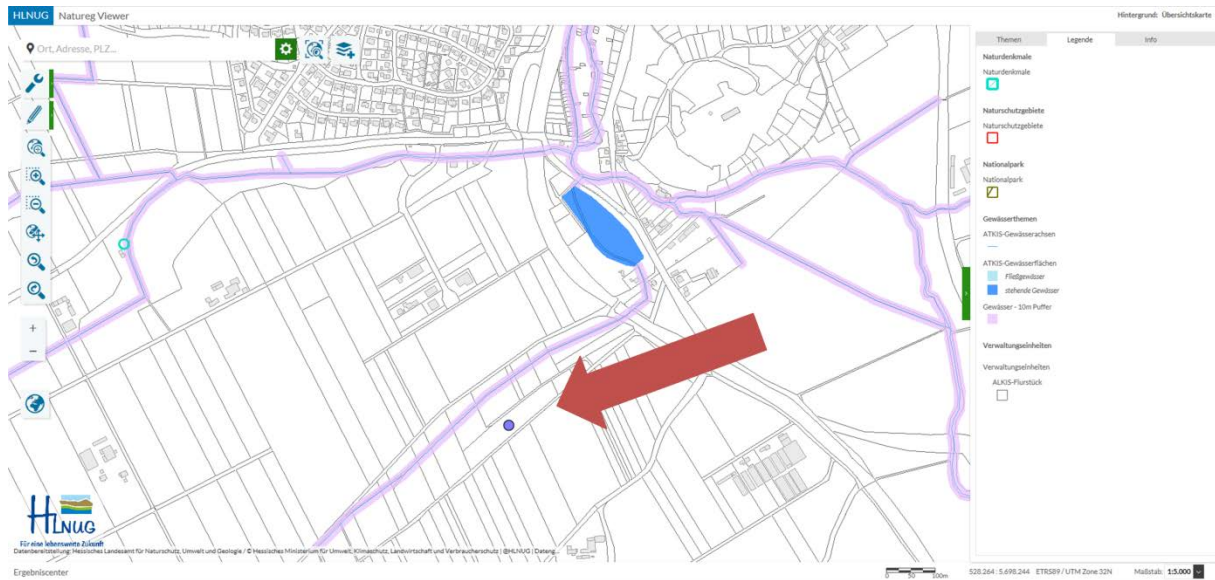 HLNUG Natureg Viewer
Hintergrund: Übersichtskarte
Ort, Adresse, PLZ...
Themen Legende Info
Naturdenkmale
Naturdenkmale
Naturschutzgebiete
Naturschutzgebiete
Nationalpark
Nationalpark
Gewässerthemen
ATKIS-Gewässerachsen
ATKIS-Gewässerflächen
Fließgewässer
stehende Gewässer
Gewässer - 10m Puffer
Verwaltungseinheiten
Verwaltungseinheiten
ALKIS-Flurstück
+
−
HLNUG
Für eine lebenswerte Zukunft
Datenbereitstellung: Hessisches Landesamt für Naturschutz, Umwelt und Geologie / © Hessisches Ministerium für Umwelt, Klimaschutz, Landwirtschaft und Verbraucherschutz | @HLNUG | Dateng...
Ergebniscenter
0 50 100m
528.264 : 5.698.244 ETRS89 / UTM Zone 32N Maßstab: 1:5.000